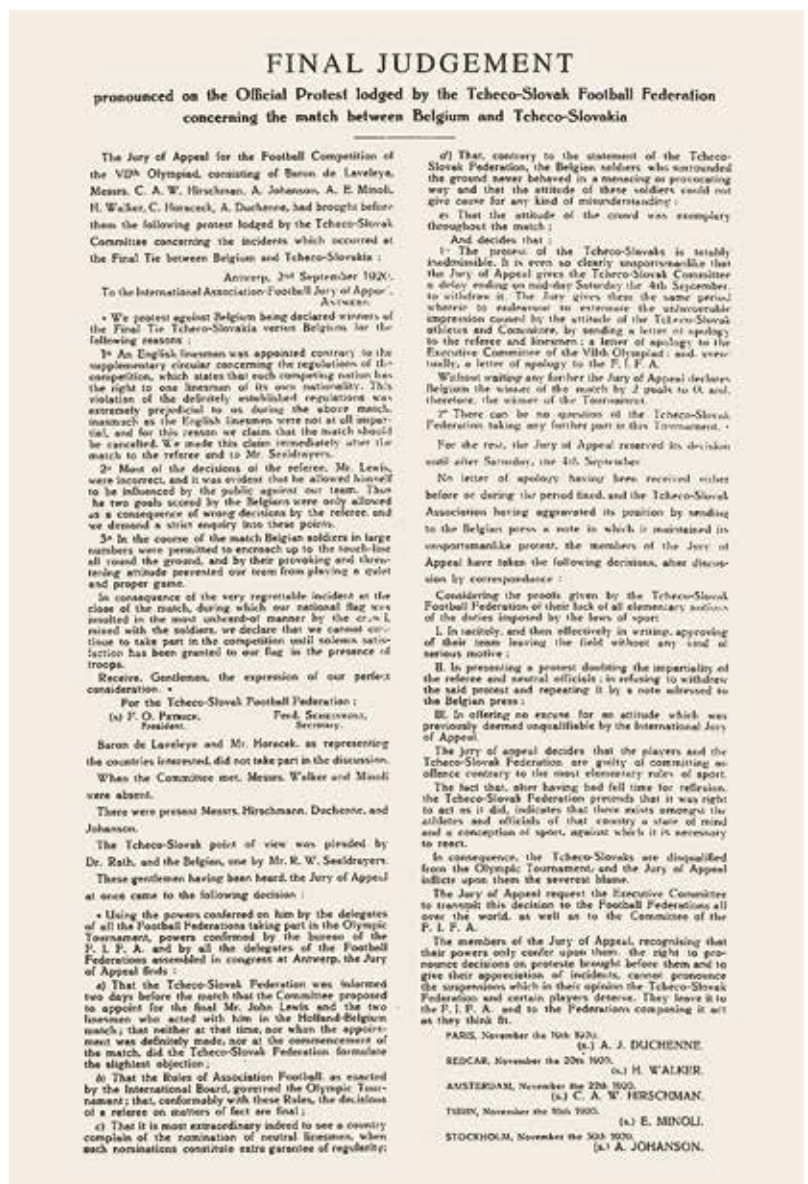 FINAL JUDGEMENT
pronounced on the Official Protest lodged by the Tcheco-Slovak Football Federation
concerning the match between Belgium and Tcheco-Slovakia
The Jury of Appeal for the Football Competition of
the VIIth Olympiad, consisting of Baron de Laveleye,
Messrs. C. A. W. Hirschman, A. Johanson, A. E. Minoli,
H. Walker, C. Horaceck, A. Duchenne, had brought before
them the following protest lodged by the Tcheco-Slovak
Committee concerning the incidents which occurred at
the Final Tie between Belgium and Tcheco-Slovakia :
Antwerp, 2nd September 1920.
To the International Association Football Jury of
ANTWERP.
« We protest against Belgium being declared winners of
the Final Tie Tcheco-Slovakia versus Belgium for the
following reasons :
1° An English linesman was appointed contrary to the
supplementary circular concerning the regulations of the
competition, which states that each competing nation has
the right to one linesman of its own nationality. This
violation of the definitely established regulations was
extremely prejudicial to us during the above match,
inasmuch as the English linesmen were not at all impar-
tial, and for this reason we claim that the match should
be cancelled. We made this claim immediately after the
match to the referee and to Mr. Seeldrayers.
2° Most of the decisions of the referee, Mr. Lewis,
were incorrect, and it was evident that he allowed himself
to be influenced by the public against our team. Thus
he two goals scored by the Belgians were only allowed
as a consequence of wrong decisions by the referee, and
we demand a strict enquiry into these points.
3° In the course of the match Belgian soldiers in large
numbers were permitted to encroach up to the touch-line
all round the ground, and by their provoking and threa-
tening attitude prevented our team from playing a quiet
and proper game.
In consequence of the very regrettable incident at the
close of the match, during which our national flag was
insulted in the most unheard-of manner by the
mixed with the soldiers, we declare that we cannot con-
tinue to take part in the competition until solemn satis-
faction has been granted to our flag in the presence of
troops.
Receive, Gentlemen, the expression of our perfect
consideration. »
For the Tcheco-Slovak Football Federation :
(s) F. O.
President. Secretary.
Baron de Laveleye and Mr. Horacek, as representing
the countries interested, did not take part in the discussion.
When the Committee met, Messrs. Walker and Minoli
were absent.
There were present Messrs. Hirschmann, Duchenne, and
Johanson.
The Tcheco-Slovak point of view was pleaded by
Dr. Rath, and the Belgian, one by Mr. R. W. Seeldrayers.
These gentlemen having been heard, the Jury of Appeal
at once came to the following decision :
« Using the powers conferred on him by the delegates
of all the Football Federations taking part in the Olympic
Tournament, powers confirmed by the bureau of the
F. I. F. A. and by all the delegates of the Football
Federations assembled in congress at Antwerp, the Jury
of Appeal finds :
a) That the Tcheco-Slovak Federation was informed
two days before the match that the Committee proposed
to appoint for the final Mr. John Lewis and the two
linesmen who acted with him in the Holland-Belgium
match; that neither at that time, nor when the appoint-
ment was definitely made, nor at the commencement of
the match, did the Tcheco-Slovak Federation formulate
the slightest objection;
b) That the Rules of Association Football, as enacted
by the International Board, governed the Olympic Tour-
nament; that, conformably with these Rules, the decisions
of a referee on matters of fact are final;
c) That it is most extraordinary indeed to see a country
complain of the nomination of neutral linesmen, when
such nominations constitute extra garantee of regularity;
d) That, contrary to the statement of the Tcheco-
Slovak Federation, the Belgian soldiers who surrounded
the ground never behaved in a menacing or provocating
way and that the attitude of these soldiers could not
give cause for any kind of misunderstanding :
e) That the attitude of the crowd was exemplary
throughout the match ;
And decides that :
1° The protest of the Tcheco-Slovaks is totably
inadmissible. It is even so clearly unsportsmanlike that
the Jury of Appeal gives the Tcheco-Slovak Committee
a delay ending on mid-day Saturday the 4th September,
to withdraw it. The Jury gives them the same period
wherein to endeavour to extenuate the unfavourable
impression caused by the attitude of the Tcheco-Slovak
athletes and Committee, by sending a letter of apology
to the referee and linesmen ; a letter of apology to the
Executive Committee of the VIIth Olympiad ; and, even-
tually, a letter of apology to the F. I. F. A.
Without waiting any further the Jury of Appeal declares
Belgium the winner of the match by 2 goals to 0, and,
therefore, the winner of the Tournament.
2° There can be no question of the Tcheco-Slovak
Federation taking any further part in this Tournament. »
For the rest, the Jury of Appeal reserved its decision
until after Saturday, the 4th September.
No letter of apology having been received either
before or during the period fixed, and the Tcheco-Slovak
Association having aggravated its position by sending
to the Belgian press a note in which is maintained its
unsportsmanlike protest, the members of the Jury of
Appeal have taken the following decisions, after discus-
sion by correspondence :
Considering the proofs given by the Tcheco-Slovak
Football Federation of their lack of all elementary notions
of the duties imposed by the laws of sport
I. In tacitely, and then effectively in writing, approving
of their team leaving the field without any kind of
serious motive ;
II. In presenting a protest doubting the impartiality of
the referee and neutral officials ; in refusing to withdraw
the said protest and repeating it by a note adressed to
the Belgian press ;
III. In offering no excuse for an attitude which was
previously deemed unqualifiable by the International Jury
of Appeal
The jury of appeal decides that the players and the
Tcheco-Slovak Federation are guilty of committing an
offence contrary to the most elementary rules of sport.
The fact that, after having had fell time for reflexion,
the Tcheco-Slovak Federation pretends that it was right
to act as it did, indicates that there exists amongst the
athletes and officials of that country a state of mind
and a conception of sport, against which it is necessary
to react.
In consequence, the Tcheco-Slovaks are disqualified
from the Olympic Tournament, and the Jury of Appeal
inflicts upon them the severest blame.
The Jury of Appeal request the Executive Committee
to transmit this decision to the Football Federations all
over the world, as well as to the Committee of the
F. I. F. A.
The members of the Jury of Appeal, recognising that
their powers only confer upon them the right to pro-
nounce decisions on proteste brought before them and to
give their appreciation of incidents, cannot pronounce
the suspensions which in their opinion the Tcheco-Slovak
Federation and certain players deserve. They leave it to
the F. I. F. A. and to the Federations composing it act
as they think fit.
PARIS, November the 1920.
(s.) A. J. DUCHENNE.
REDCAR, November the 20th 1920.
(s.) H. WALKER.
AMSTERDAM, November the 22th 1920.
(s.) C. A. W. HIRSCHMAN.
TURIN, November the 1920.
(s.) E. MINOLI.
STOCKHOLM, November the 30th 1920.
(s.) A. JOHANSON.